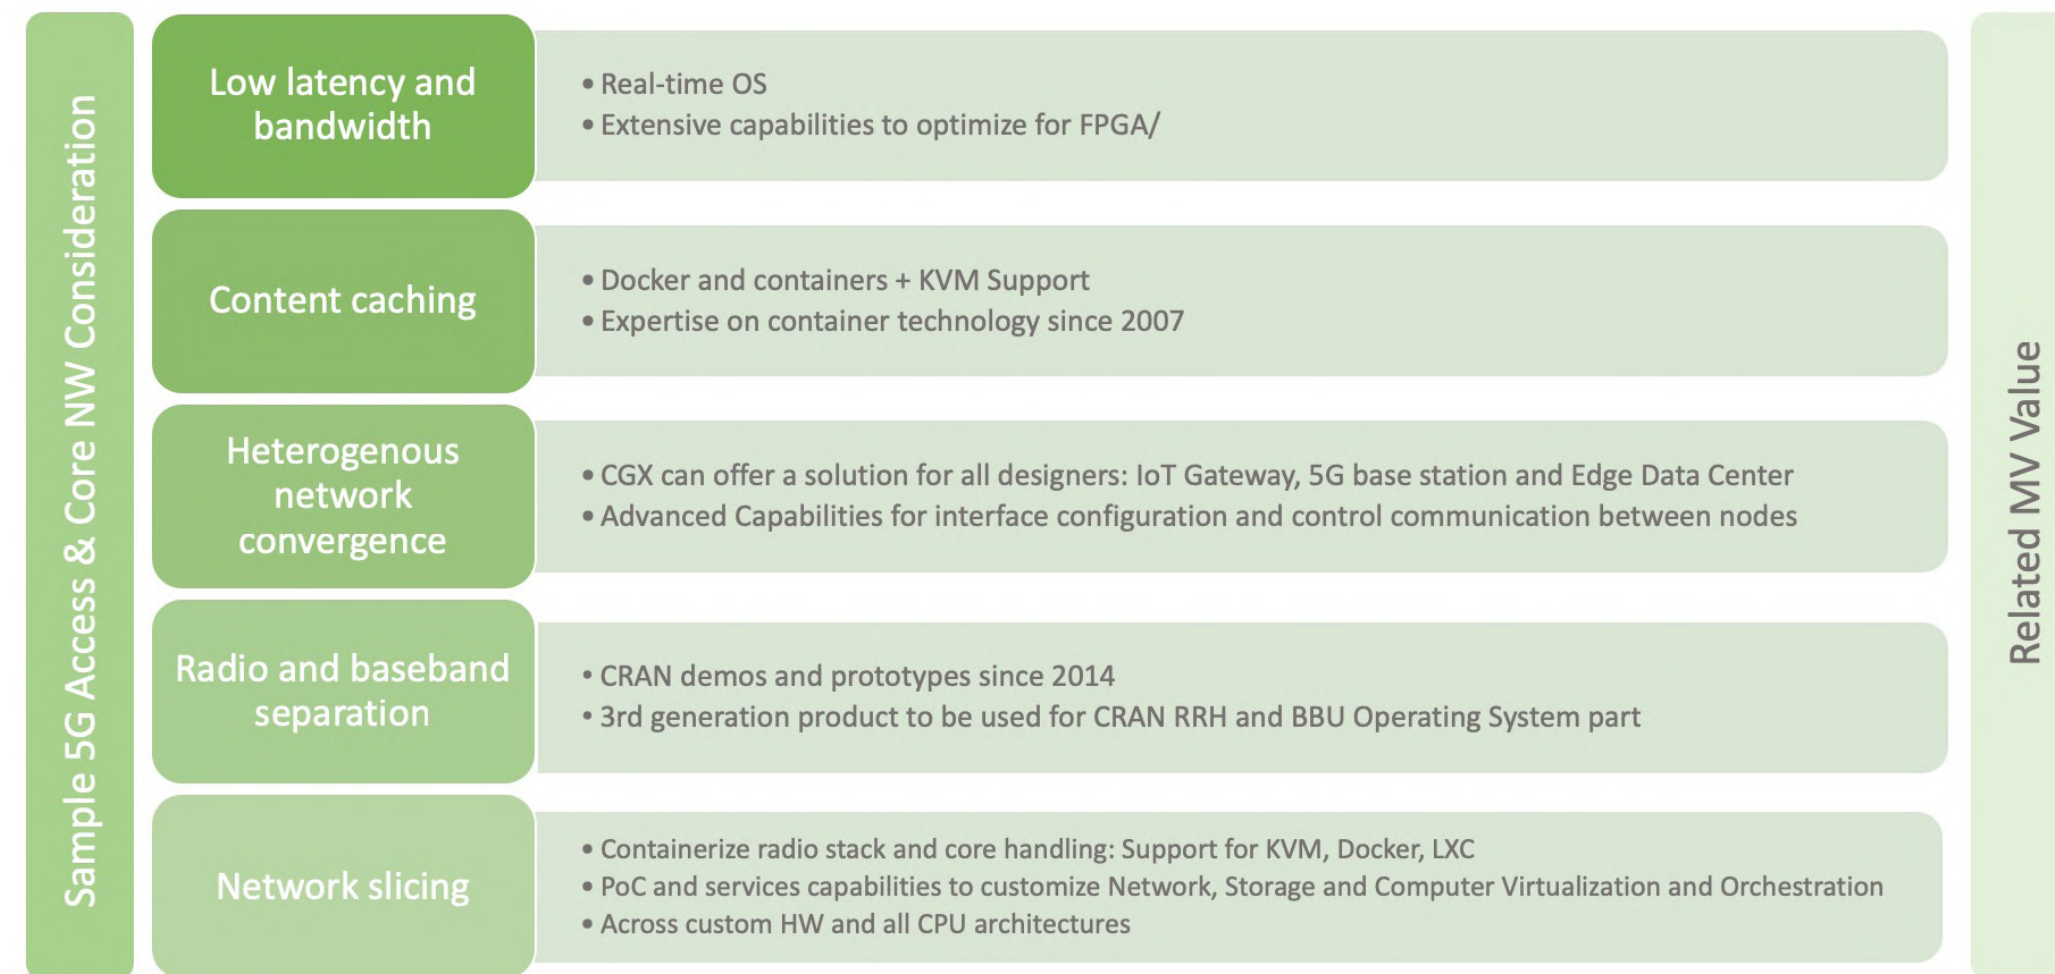 Sample 5G Access & Core NW Consideration
Low latency and
bandwidth
• Real-time OS
• Extensive capabilities to optimize for FPGA/
Content caching
• Docker and containers + KVM Support
• Expertise on container technology since 2007
Heterogenous
network
convergence
• CGX can offer a solution for all designers: IoT Gateway, 5G base station and Edge Data Center
• Advanced Capabilities for interface configuration and control communication between nodes
Radio and baseband
separation
• CRAN demos and prototypes since 2014
• 3rd generation product to be used for CRAN RRH and BBU Operating System part
Network slicing
• Containerize radio stack and core handling: Support for KVM, Docker, LXC
• PoC and services capabilities to customize Network, Storage and Computer Virtualization and Orchestration
• Across custom HW and all CPU architectures
Related MV Value